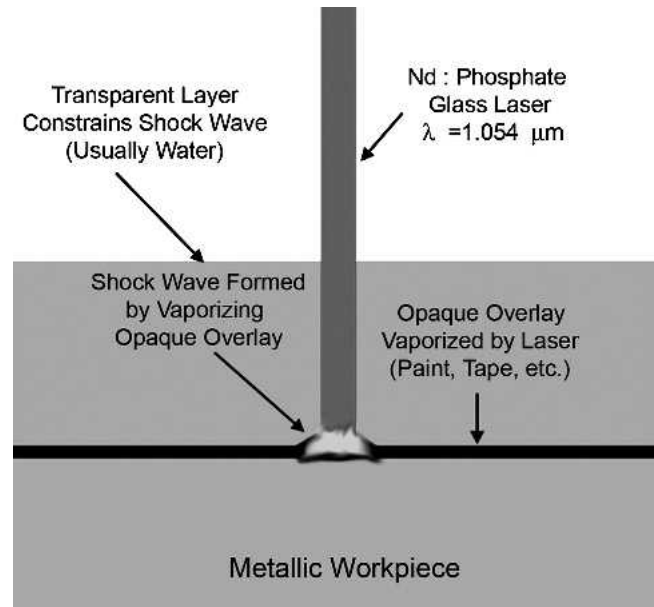 Transparent Layer
Constrains Shock Wave
(Usually Water)
Nd : Phosphate
Glass Laser
λ =1.054 μm
Shock Wave Formed
by Vaporizing
Opaque Overlay
Opaque Overlay
Vaporized by Laser
(Paint, Tape, etc.)
Metallic Workpiece